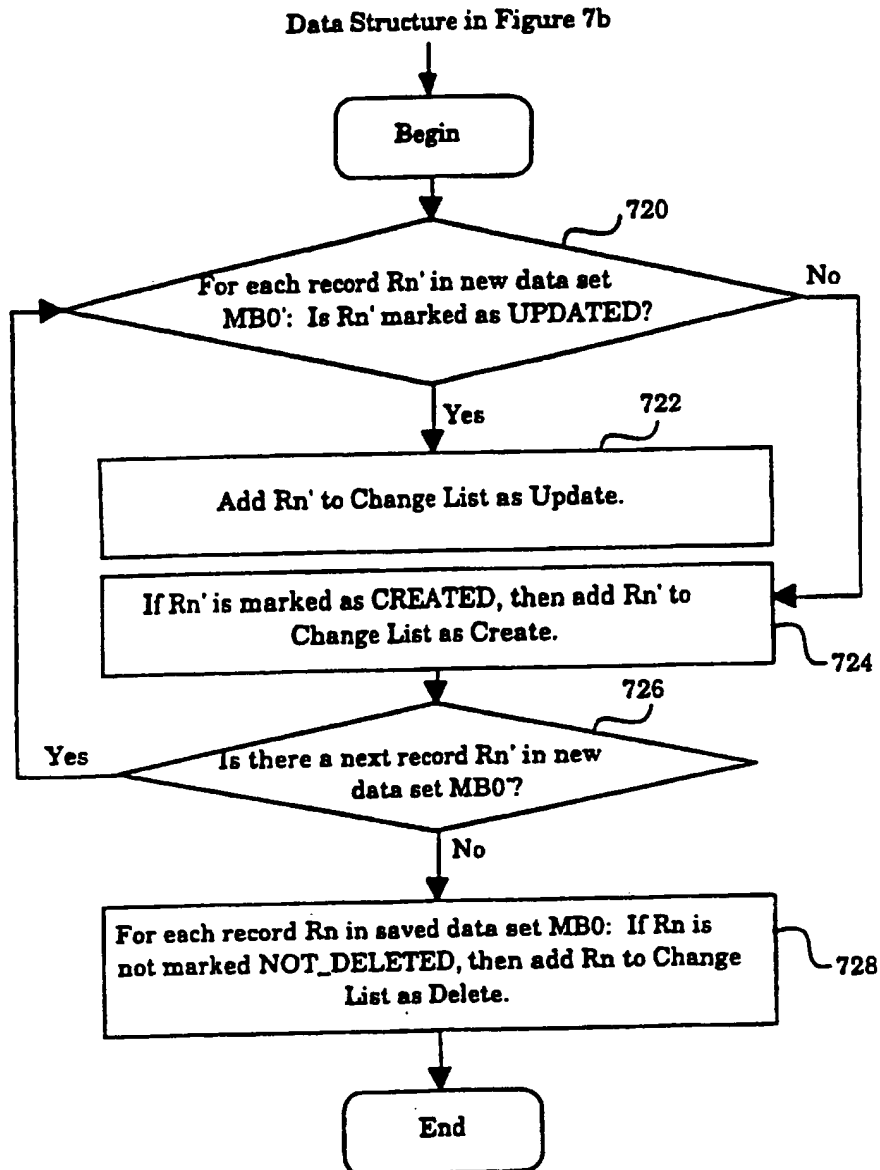 Data Structure in Figure 7b
Begin
720
For each record Rn' in new data set
MB0': Is Rn' marked as UPDATED?
No
Yes
722
Add Rn' to Change List as Update.
If Rn' is marked as CREATED, then add Rn' to
Change List as Create.
724
726
Yes
Is there a next record Rn' in new
data set MB0'?
No
For each record Rn in saved data set MB0: If Rn is
not marked NOT_DELETED, then add Rn to Change
List as Delete.
728
End